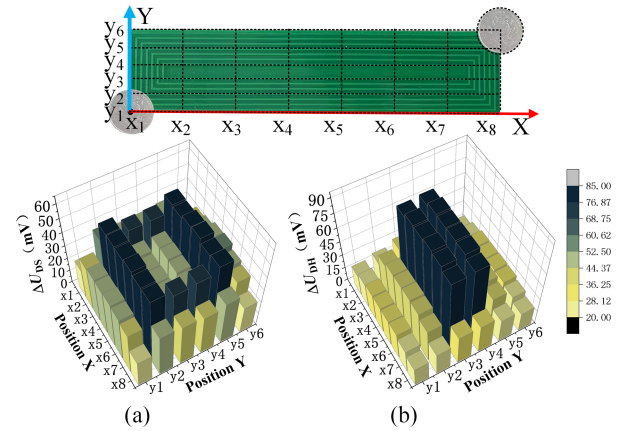 Y
y6
y5
y4
y3
y2
y1
x1 x2 x3 x4 x5 x6 x7 x8 X
60
50
40
30
20
10
0
ΔU_DS (mV)
x1
x2
x3
x4
x5
x6
x7
x8
Position X
y1
y2
y3
y4
y5
y6
Position Y
(a)
90
75
60
45
30
15
0
ΔU_DH (mV)
x1
x2
x3
x4
x5
x6
x7
x8
Position X
y1
y2
y3
y4
y5
y6
Position Y
(b)
85.00
76.88
68.75
60.62
52.50
44.37
36.25
28.12
20.00